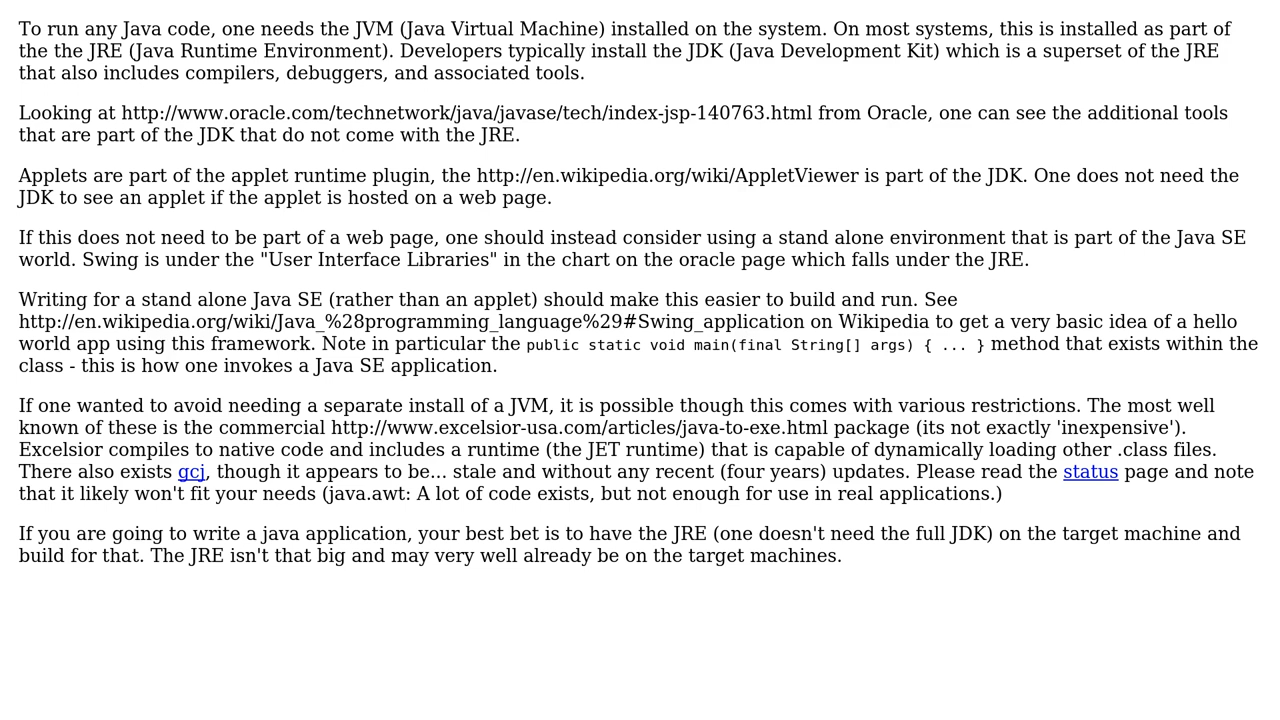 To run any Java code, one needs the JVM (Java Virtual Machine) installed on the system. On most systems, this is installed as part of
the the JRE (Java Runtime Environment). Developers typically install the JDK (Java Development Kit) which is a superset of the JRE
that also includes compilers, debuggers, and associated tools.
Looking at http://www.oracle.com/technetwork/java/javase/tech/index-jsp-140763.html from Oracle, one can see the additional tools
that are part of the JDK that do not come with the JRE.
Applets are part of the applet runtime plugin, the http://en.wikipedia.org/wiki/AppletViewer is part of the JDK. One does not need the
JDK to see an applet if the applet is hosted on a web page.
If this does not need to be part of a web page, one should instead consider using a stand alone environment that is part of the Java SE
world. Swing is under the "User Interface Libraries" in the chart on the oracle page which falls under the JRE.
Writing for a stand alone Java SE (rather than an applet) should make this easier to build and run. See
http://en.wikipedia.org/wiki/Java_%28programming_language%29#Swing_application on Wikipedia to get a very basic idea of a hello
world app using this framework. Note in particular the public static void main(final String[] args) { ... } method that exists within the
class - this is how one invokes a Java SE application.
If one wanted to avoid needing a separate install of a JVM, it is possible though this comes with various restrictions. The most well
known of these is the commercial http://www.excelsior-usa.com/articles/java-to-exe.html package (its not exactly 'inexpensive').
Excelsior compiles to native code and includes a runtime (the JET runtime) that is capable of dynamically loading other .class files.
There also exists gcj, though it appears to be... stale and without any recent (four years) updates. Please read the status page and note
that it likely won't fit your needs (java.awt: A lot of code exists, but not enough for use in real applications.)
If you are going to write a java application, your best bet is to have the JRE (one doesn't need the full JDK) on the target machine and
build for that. The JRE isn't that big and may very well already be on the target machines.